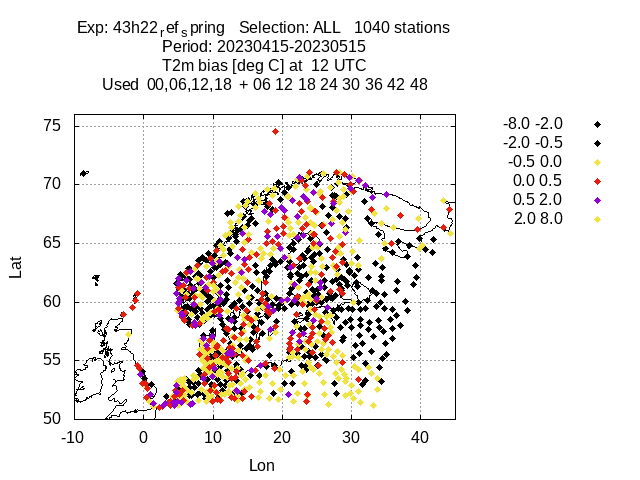 Exp: 43h22refspring Selection: ALL 1040 stations
Period: 20230415-20230515
T2m bias [deg C] at 12 UTC
Used 00,06,12,18 + 06 12 18 24 30 36 42 48
-8.0 -2.0
-2.0 -0.5
-0.5 0.0
0.0 0.5
0.5 2.0
2.0 8.0
75
70
65
60
55
50
Lat
-10 0 10 20 30 40
Lon